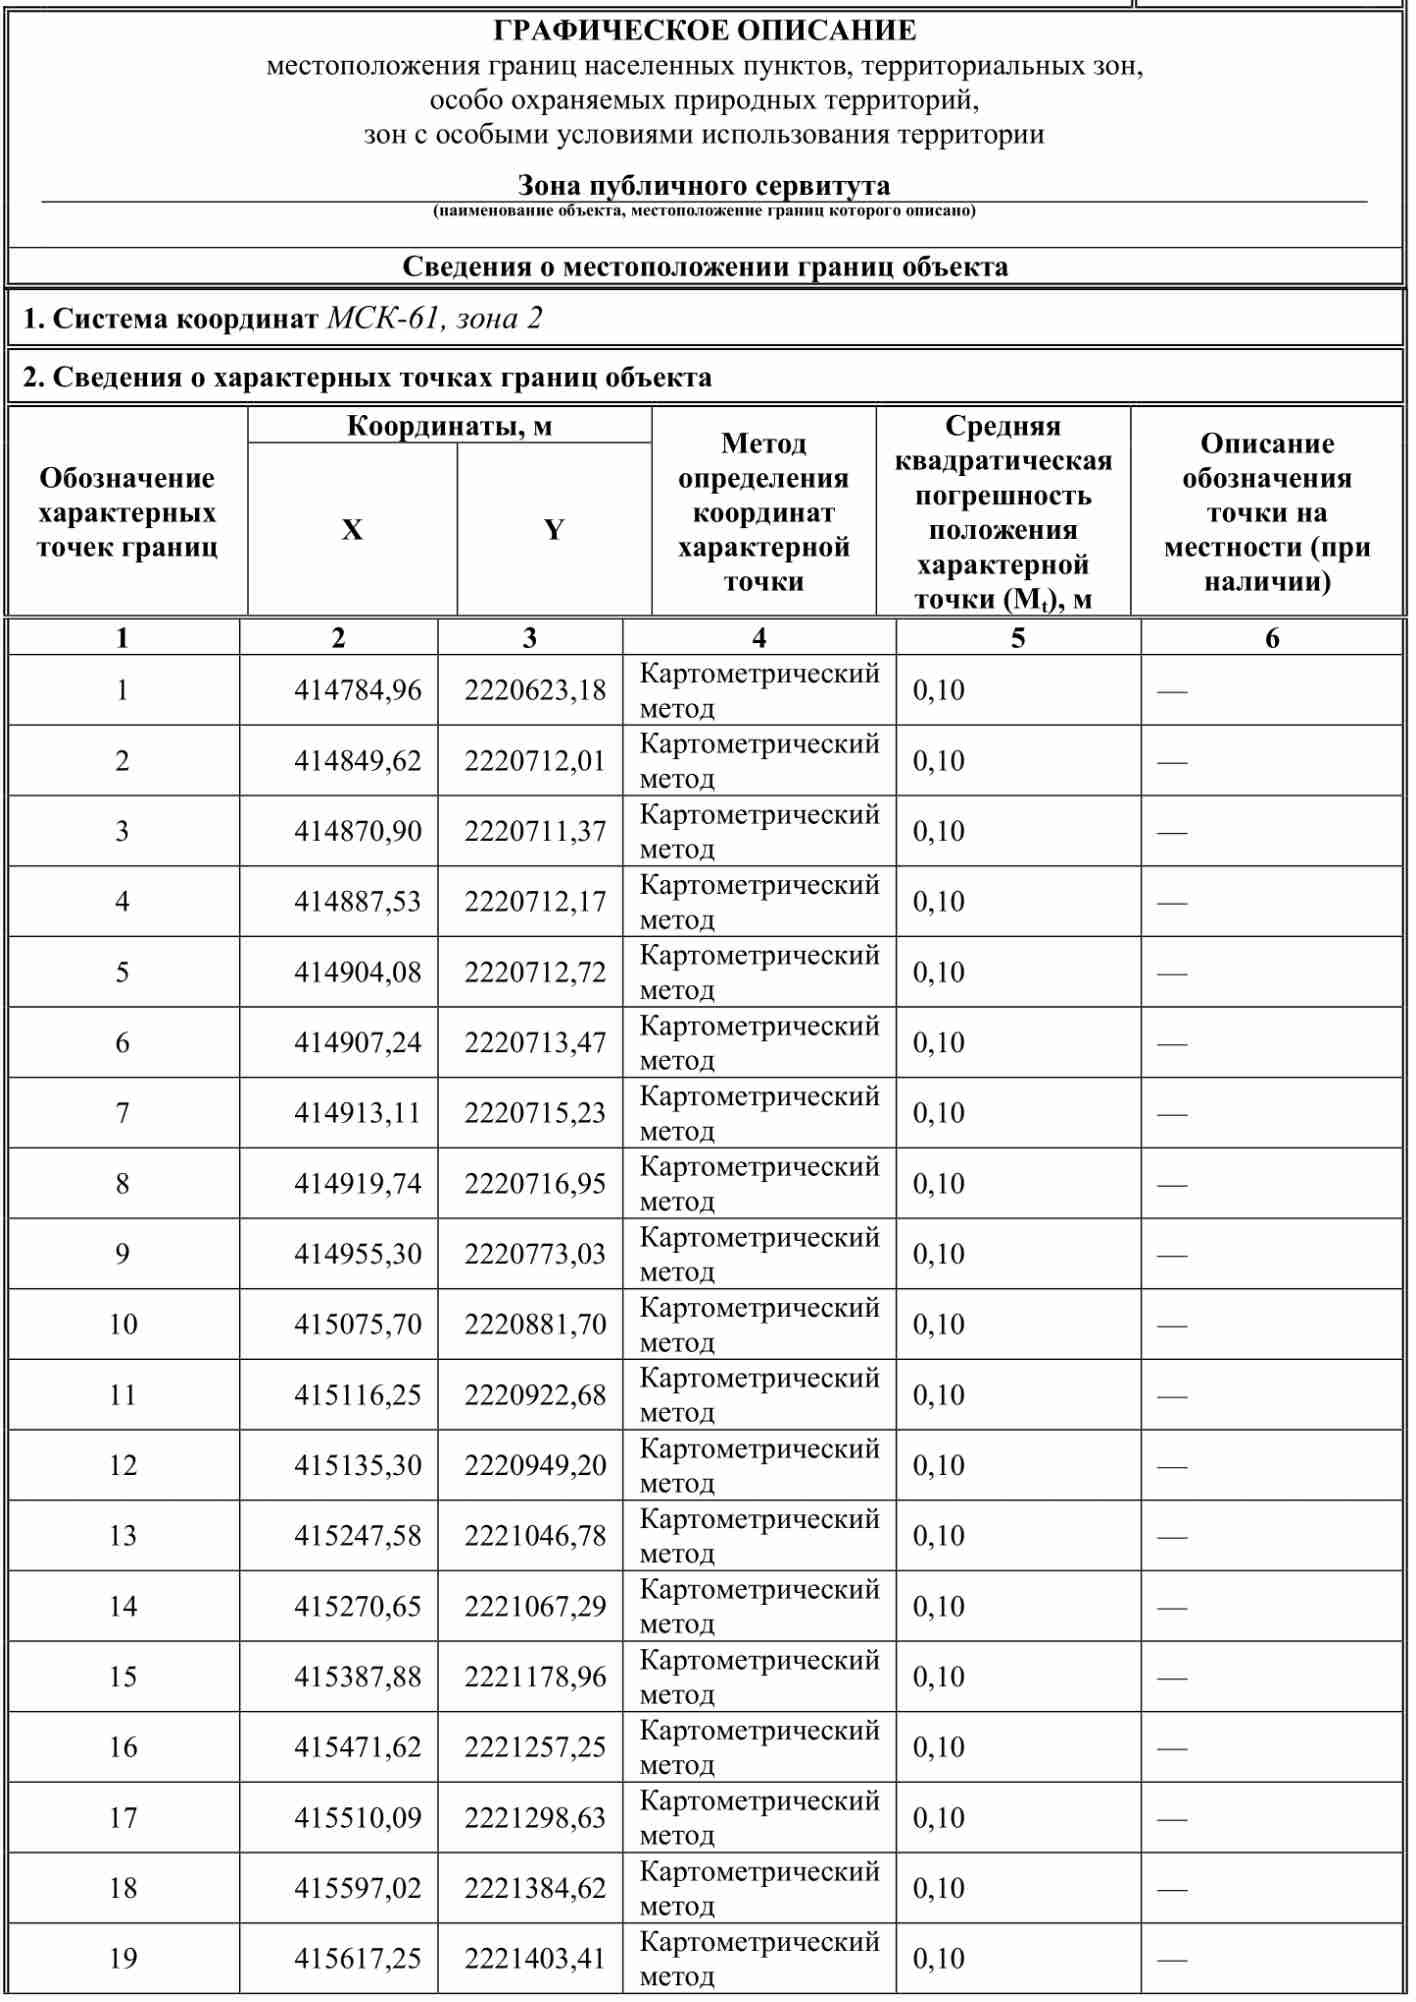 ГРАФИЧЕСКОЕ ОПИСАНИЕ
местоположения границ населенных пунктов, территориальных зон,
особо охраняемых природных территорий,
зон с особыми условиями использования территории
Зона публичного сервитута
(наименование объекта, местоположение границ которого описано)
Сведения о местоположении границ объекта
1. Система координат МСК-61, зона 2
2. Сведения о характерных точках границ объекта
Обозначение
характерных
точек границ
Координаты, м
X
Y
Метод
определения
координат
характерной
точки
Средняя
квадратическая
погрешность
положения
характерной
точки (Mt), м
Описание
обозначения
точки на
местности (при
наличии)
1 2 3 4 5 6
1 414784,96 2220623,18 Картометрический
метод 0,10 —
2 414849,62 2220712,01 Картометрический
метод 0,10 —
3 414870,90 2220711,37 Картометрический
метод 0,10 —
4 414887,53 2220712,17 Картометрический
метод 0,10 —
5 414904,08 2220712,72 Картометрический
метод 0,10 —
6 414907,24 2220713,47 Картометрический
метод 0,10 —
7 414913,11 2220715,23 Картометрический
метод 0,10 —
8 414919,74 2220716,95 Картометрический
метод 0,10 —
9 414955,30 2220773,03 Картометрический
метод 0,10 —
10 415075,70 2220881,70 Картометрический
метод 0,10 —
11 415116,25 2220922,68 Картометрический
метод 0,10 —
12 415135,30 2220949,20 Картометрический
метод 0,10 —
13 415247,58 2221046,78 Картометрический
метод 0,10 —
14 415270,65 2221067,29 Картометрический
метод 0,10 —
15 415387,88 2221178,96 Картометрический
метод 0,10 —
16 415471,62 2221257,25 Картометрический
метод 0,10 —
17 415510,09 2221298,63 Картометрический
метод 0,10 —
18 415597,02 2221384,62 Картометрический
метод 0,10 —
19 415617,25 2221403,41 Картометрический
метод 0,10 —